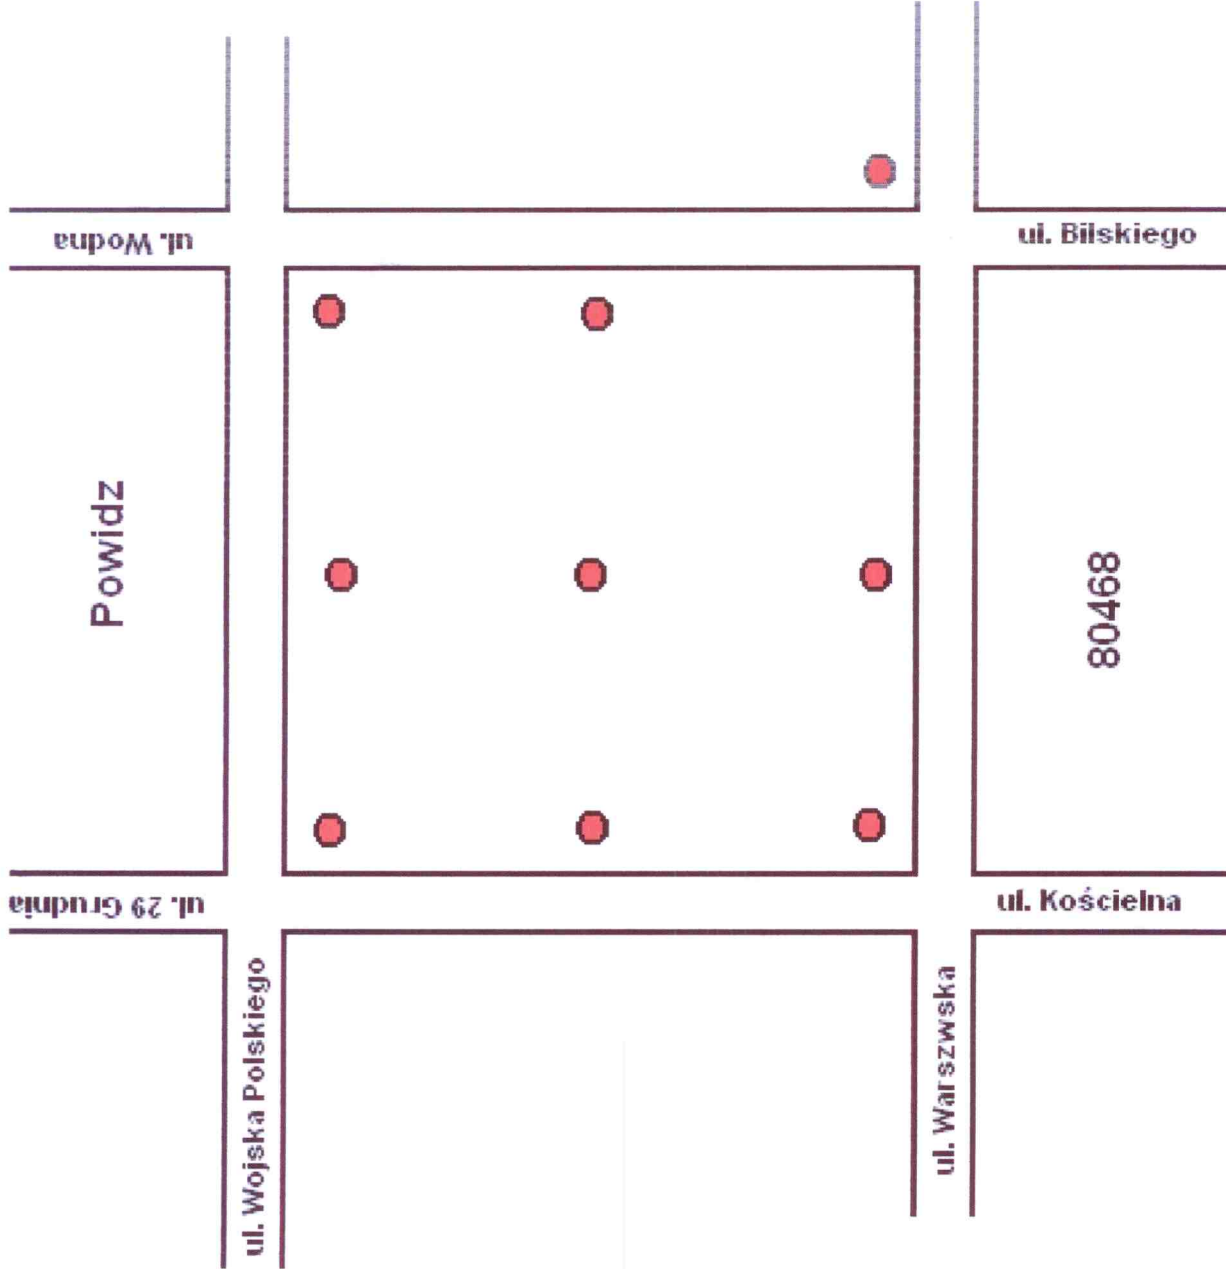 ul. Wodna
ul. Bilskiego
Powidz
80468
ul. 29 Grudnia
ul. Kościelna
ul. Wojska Polskiego
ul. Warszwska